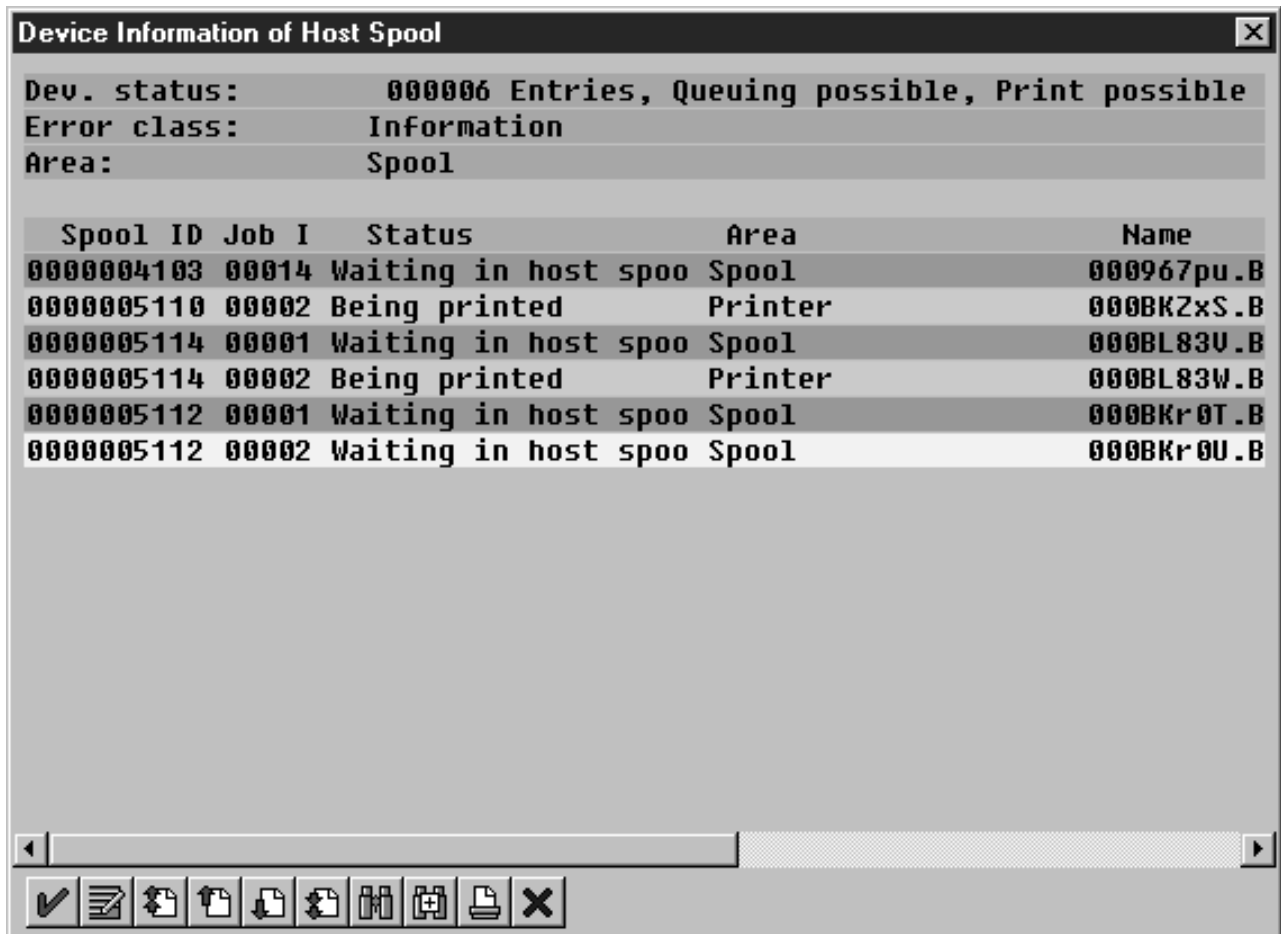 Device Information of Host Spool
Dev. status: 000006 Entries, Queuing possible, Print possible
Error class: Information
Area: Spool
Spool ID Job I Status Area Name
0000004103 00014 Waiting in host spoo Spool 000967pu.B
0000005110 00002 Being printed Printer 000BKZxS.B
0000005114 00001 Waiting in host spoo Spool 000BL83V.B
0000005114 00002 Being printed Printer 000BL83W.B
0000005112 00001 Waiting in host spoo Spool 000BKr0T.B
0000005112 00002 Waiting in host spoo Spool 000BKr0U.B